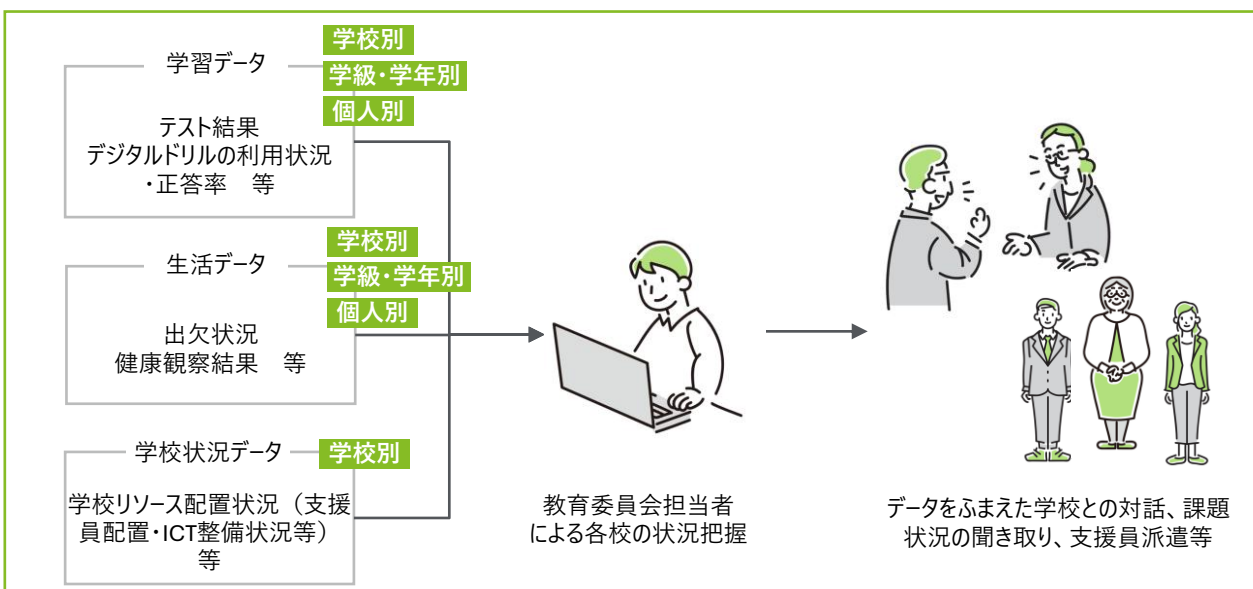 学習データ
学校別
学級・学年別
個人別
テスト結果
デジタルドリルの利用状況
・正答率　等
生活データ
学校別
学級・学年別
個人別
出欠状況
健康観察結果　等
学校状況データ
学校別
学校リソース配置状況（支援
員配置・ICT整備状況等）
等
教育委員会担当者
による各校の状況把握
データをふまえた学校との対話、課題
状況の聞き取り、支援員派遣等